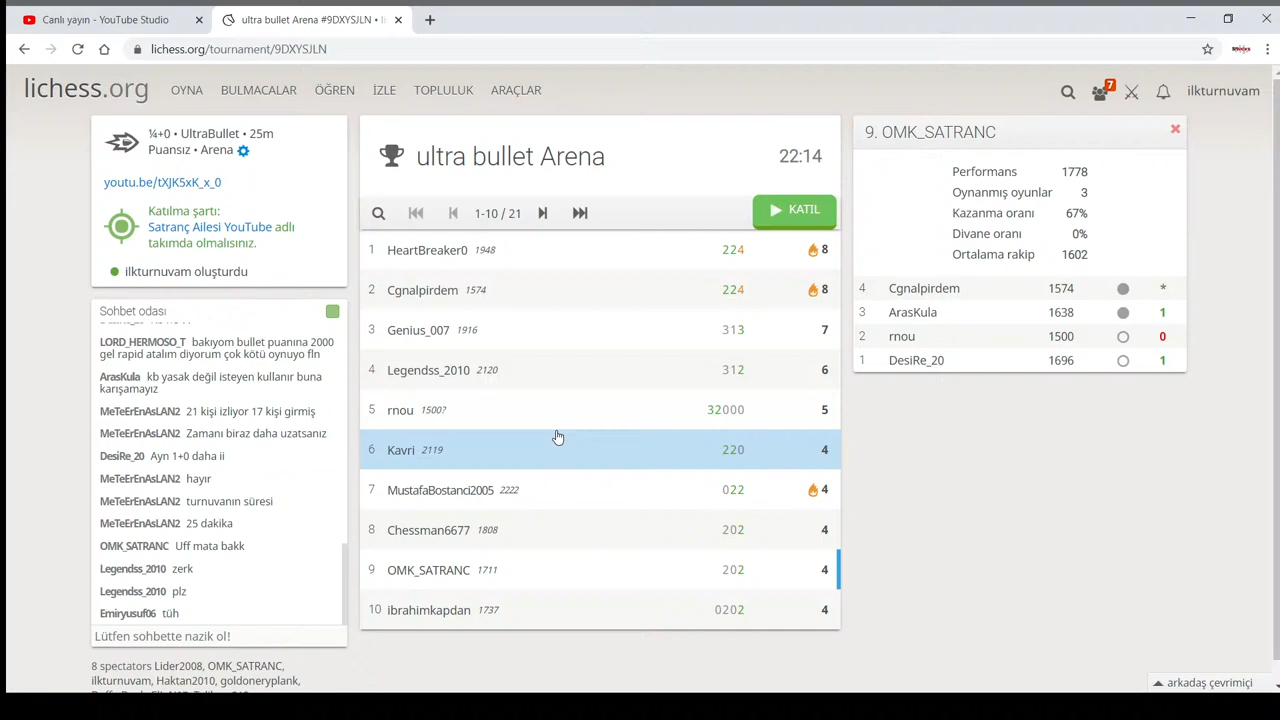 Canlı yayın - YouTube Studio
ultra bullet Arena #9DXYSJLN • li
lichess.org/tournament/9DXYSJLN
lichess.org
OYNA BULMACALAR ÖĞREN İZLE TOPLULUK ARAÇLAR
7
ilkturnuvam
¼+0 • UltraBullet • 25m
Puansız • Arena
youtu.be/tXJK5xK_x_0
Katılma şartı:
Satranç Ailesi YouTube adlı
takımda olmalısınız.
ilkturnuvam oluşturdu
Sohbet odası
LORD_HERMOSO_T bakıyom bullet puanına 2000
gel rapid atalım diyorum çok kötü oynuyo fln
ArasKula kb yasak değil isteyen kullanır buna
karışamayız
MeTeErEnAsLAN2 21 kişi izliyor 17 kişi girmiş
MeTeErEnAsLAN2 Zamanı biraz daha uzatsanız
DesiRe_20 Ayn 1+0 daha ii
MeTeErEnAsLAN2 hayır
MeTeErEnAsLAN2 turnuvanın süresi
MeTeErEnAsLAN2 25 dakika
OMK_SATRANC Uff mata bakk
Legendss_2010 zerk
Legendss_2010 plz
Emiryusuf06 tüh
Lütfen sohbette nazik ol!
8 spectators Lider2008, OMK_SATRANC,
ilkturnuvam, Haktan2010, goldoneryplank,
ultra bullet Arena
22:14
1-10 / 21
KATIL
1 HeartBreaker0 1948 224 8
2 Cgnalpirdem 1574 224 8
3 Genius_007 1916 313 7
4 Legendss_2010 2120 312 6
5 rnou 1500? 32000 5
6 Kavri 2119 220 4
7 MustafaBostanci2005 2222 022 4
8 Chessman6677 1808 202 4
9 OMK_SATRANC 1711 202 4
10 ibrahimkapdan 1737 0202 4
9. OMK_SATRANC
Performans 1778
Oynanmış oyunlar 3
Kazanma oranı 67%
Divane oranı 0%
Ortalama rakip 1602
4 Cgnalpirdem 1574 *
3 ArasKula 1638 1
2 rnou 1500 0
1 DesiRe_20 1696 1
arkadaş çevrimiçi